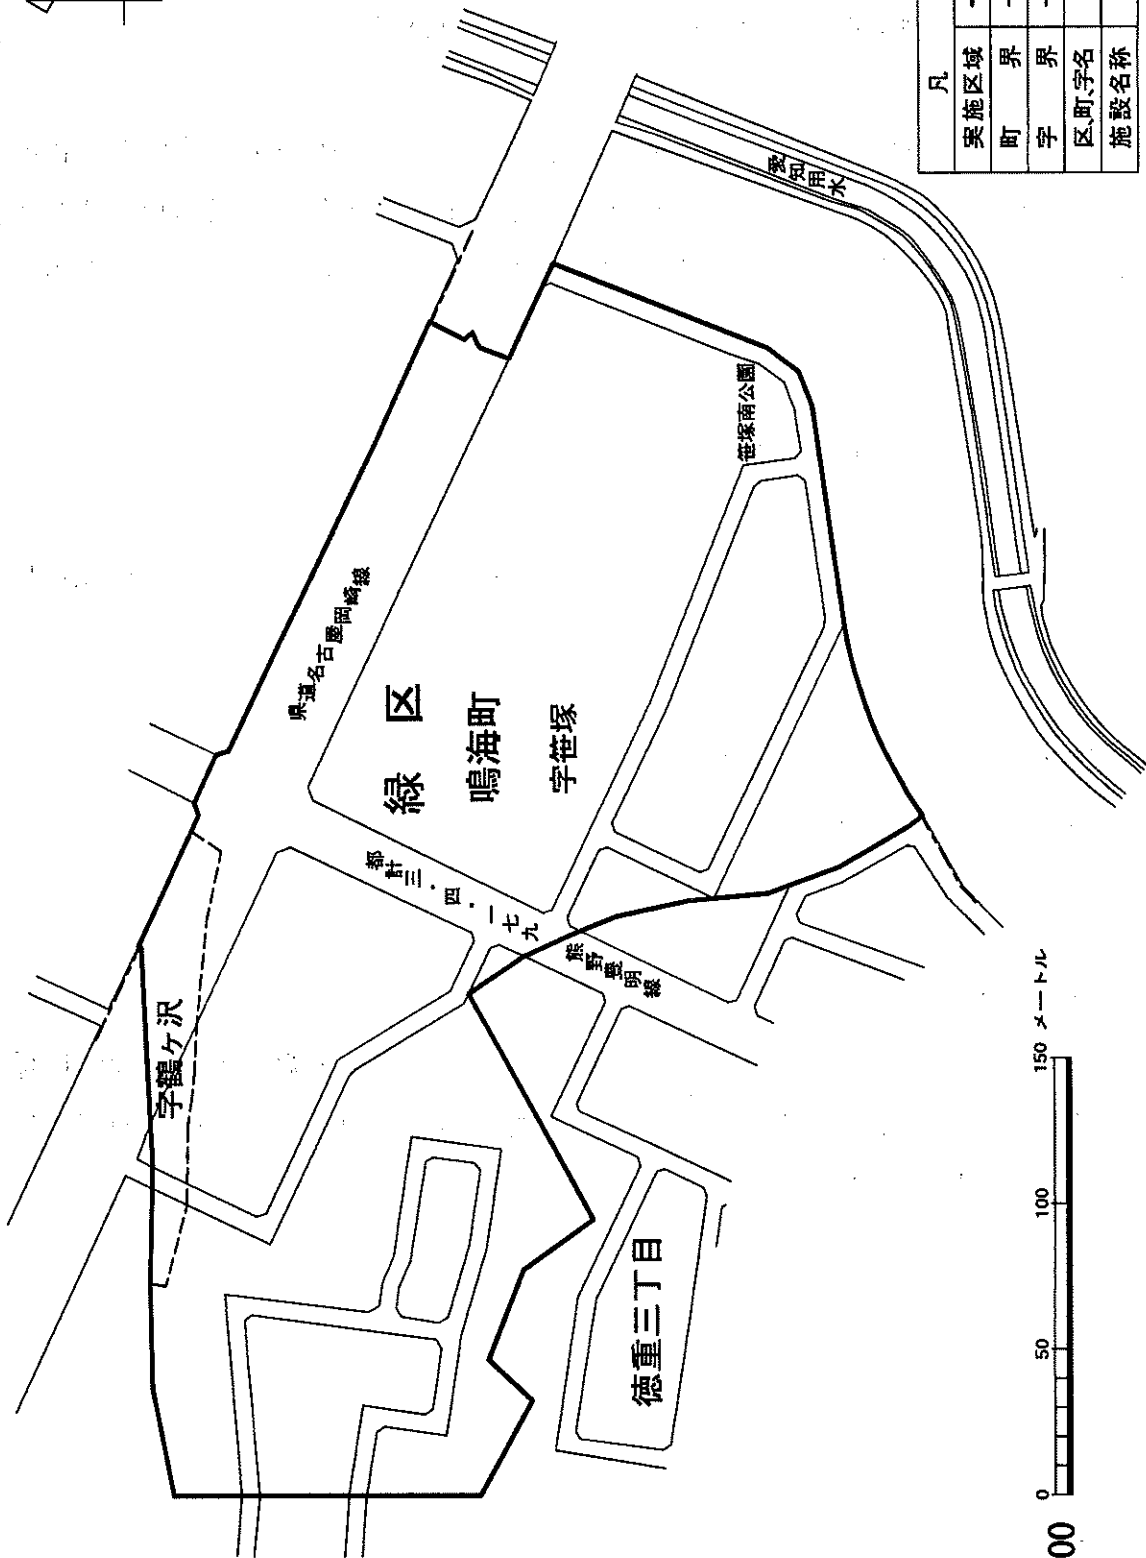 凡
実施区域
町界
字界
区、町、字名
施設名称
愛知用水
笹塚南公園
県道名古屋岡崎線
緑区
鳴海町
字笹塚
都計三・四・一七九
熊野豊明線
字鶴ヶ沢
徳重三丁目
0 50 100 150 メートル
00